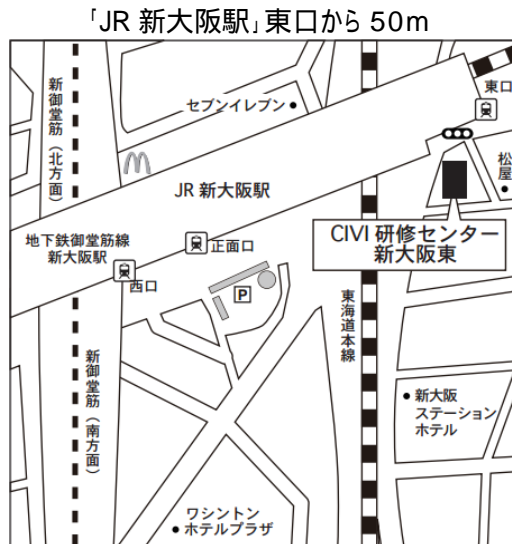 「JR 新大阪駅」東口から 50m
東口
新御堂筋(北方面)
セブンイレブン
松屋
JR 新大阪駅
CIVI 研修センター
新大阪東
地下鉄御堂筋線
新大阪駅
正面口
西口
P
東海道本線
新御堂筋(南方面)
新大阪
ステーション
ホテル
ワシントン
ホテルプラザ